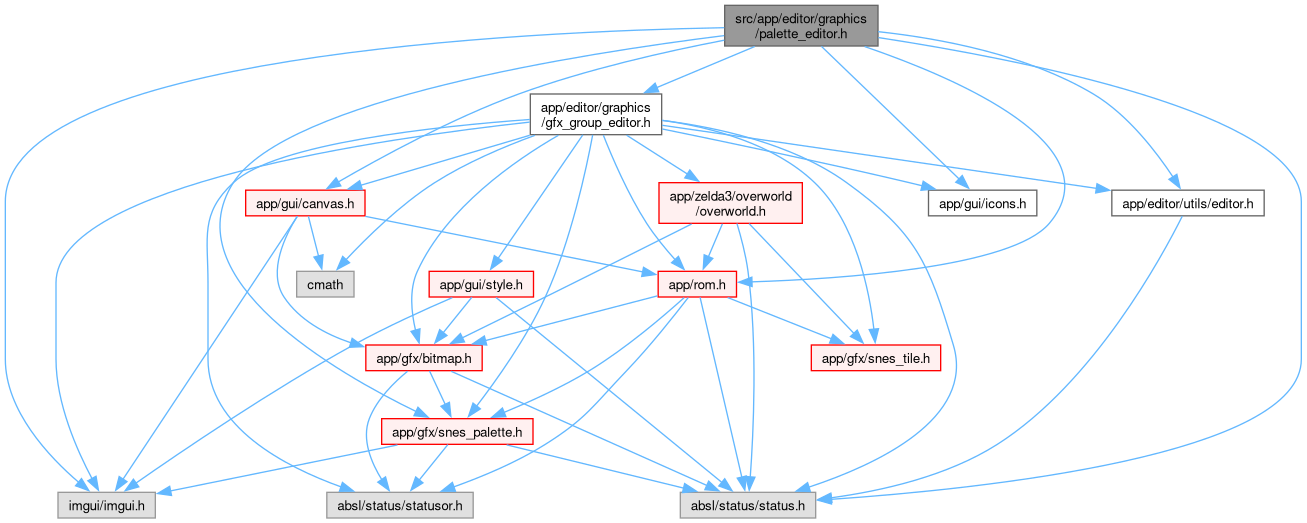 src/app/editor/graphics
/palette_editor.h
app/editor/graphics
/gfx_group_editor.h
app/gui/canvas.h
app/zelda3/overworld
/overworld.h
app/gui/icons.h
app/editor/utils/editor.h
cmath
app/gui/style.h
app/rom.h
app/gfx/bitmap.h
app/gfx/snes_tile.h
app/gfx/snes_palette.h
imgui/imgui.h
absl/status/statusor.h
absl/status/status.h